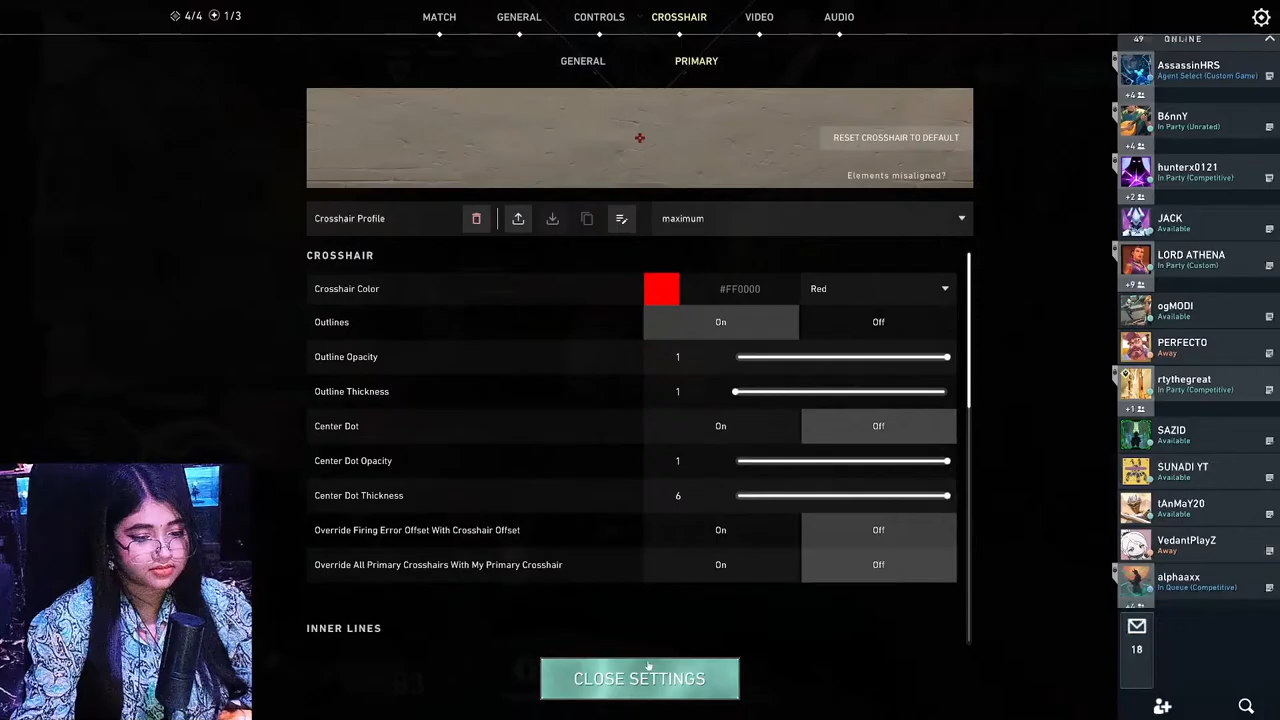 4/4 1/3
MATCH GENERAL CONTROLS CROSSHAIR VIDEO AUDIO
GENERAL PRIMARY
RESET CROSSHAIR TO DEFAULT
Elements misaligned?
Crosshair Profile maximum
CROSSHAIR
Crosshair Color #FF0000 Red
Outlines On Off
Outline Opacity 1
Outline Thickness 1
Center Dot On Off
Center Dot Opacity 1
Center Dot Thickness 6
Override Firing Error Offset With Crosshair Offset On Off
Override All Primary Crosshairs With My Primary Crosshair On Off
INNER LINES
CLOSE SETTINGS
49 ONLINE
AssassinHRS
Agent Select (Custom Game)
+4
B6nnY
In Party (Unrated)
+4
hunterx0121
In Party (Competitive)
+2
JACK
Available
LORD ATHENA
In Party (Custom)
+9
ogMODI
Available
PERFECTO
Away
rtythegreat
In Party (Competitive)
+1
SAZID
Available
SUNADI YT
Available
tAnMaY20
Available
VedantPlayZ
Away
alphaaxx
In Queue (Competitive)
+4
18